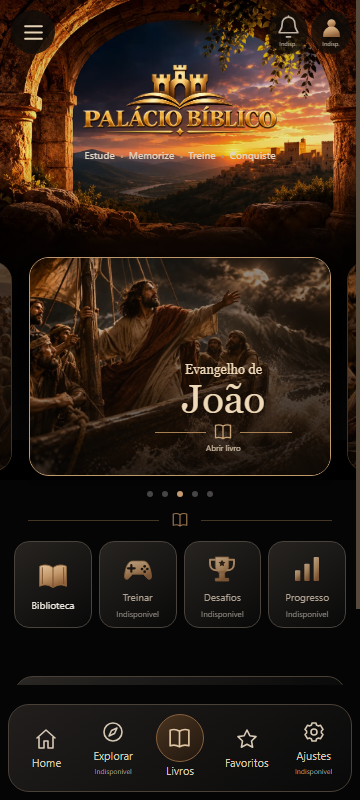 Indisp.
Indisp.
PALÁCIO BÍBLICO
Estude · Memorize · Treine · Conquiste
Evangelho de
João
Abrir livro
Biblioteca
Treinar
Indisponível
Desafios
Indisponível
Progresso
Indisponível
Home
Explorar
Indisponível
Livros
Favoritos
Ajustes
Indisponível